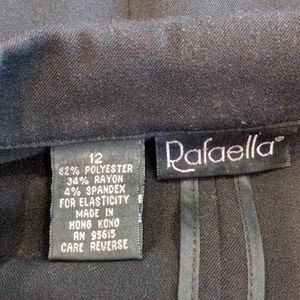 12
62% POLYESTER
34% RAYON
4% SPANDEX
FOR ELASTICITY
MADE IN
HONG KONG
RN 95615
CARE REVERSE
Rafaella®